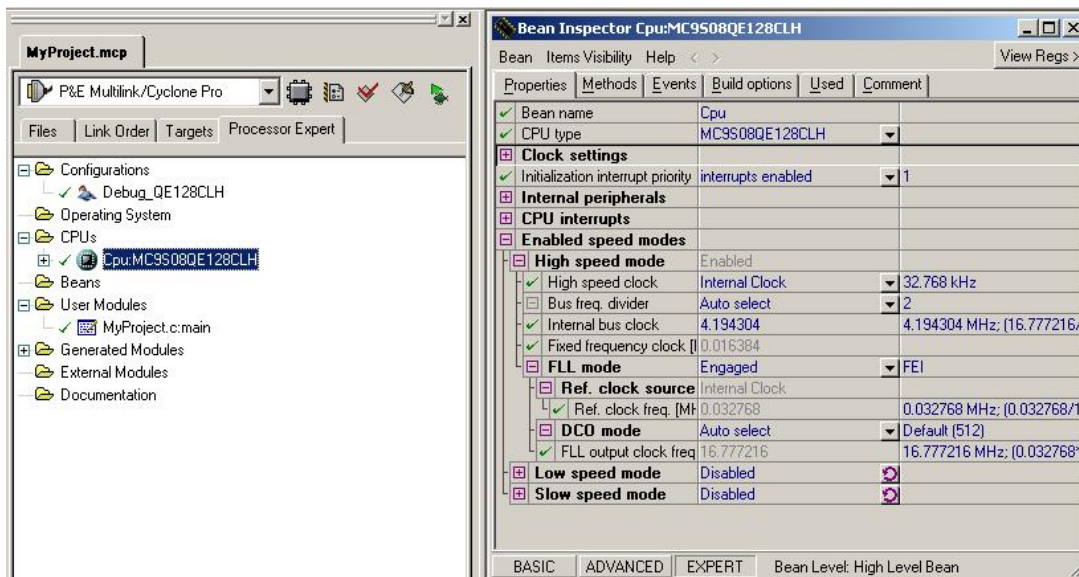 MyProject.mcp
P&E Multilink/Cyclone Pro
Files Link Order Targets Processor Expert
Configurations
Debug_QE128CLH
Operating System
CPUs
Cpu:MC9S08QE128CLH
Beans
User Modules
MyProject.c:main
Generated Modules
External Modules
Documentation
Bean Inspector Cpu:MC9S08QE128CLH
Bean Items Visibility Help < > View Regs >
Properties Methods Events Build options Used Comment
Bean name Cpu
CPU type MC9S08QE128CLH
Clock settings
Initialization interrupt priority interrupts enabled 1
Internal peripherals
CPU interrupts
Enabled speed modes
High speed mode Enabled
High speed clock Internal Clock 32.768 kHz
Bus freq. divider Auto select 2
Internal bus clock 4.194304 4.194304 MHz; (16.777216/
Fixed frequency clock [ 0.016384
FLL mode Engaged FEI
Ref. clock source Internal Clock
Ref. clock freq. [MH 0.032768 0.032768 MHz; (0.032768/1
DCO mode Auto select Default (512)
FLL output clock freq 16.777216 16.777216 MHz; (0.032768*
Low speed mode Disabled
Slow speed mode Disabled
BASIC ADVANCED EXPERT Bean Level: High Level Bean